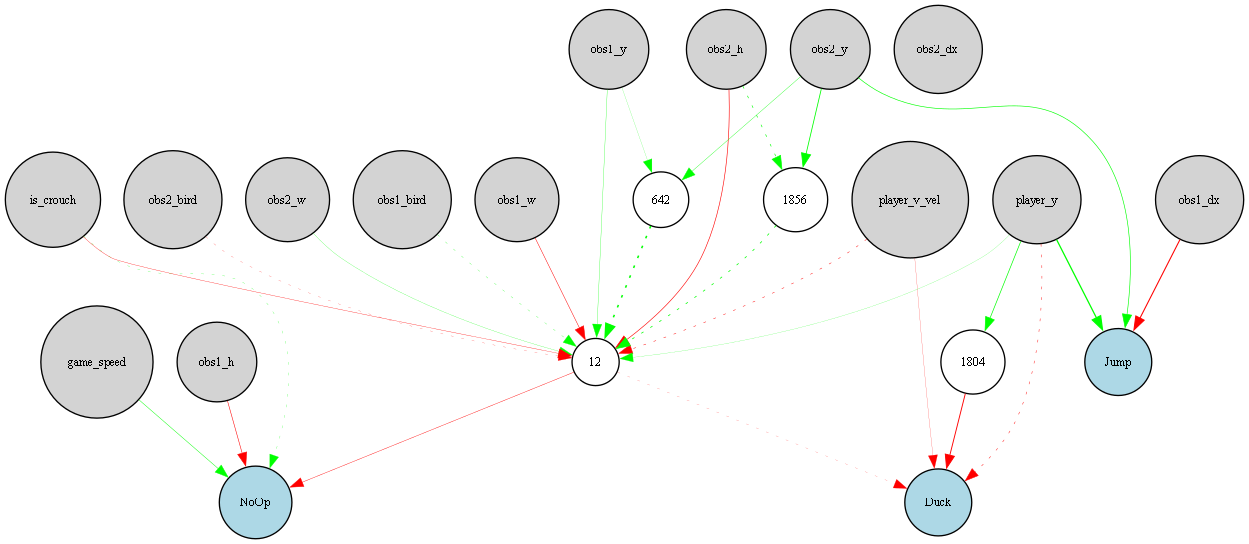 obs1_y
obs2_h
obs2_y
obs2_dx
is_crouch
obs2_bird
obs2_w
obs1_bird
obs1_w
642
1856
player_v_vel
player_y
obs1_dx
game_speed
obs1_h
12
1804
Jump
NoOp
Duck